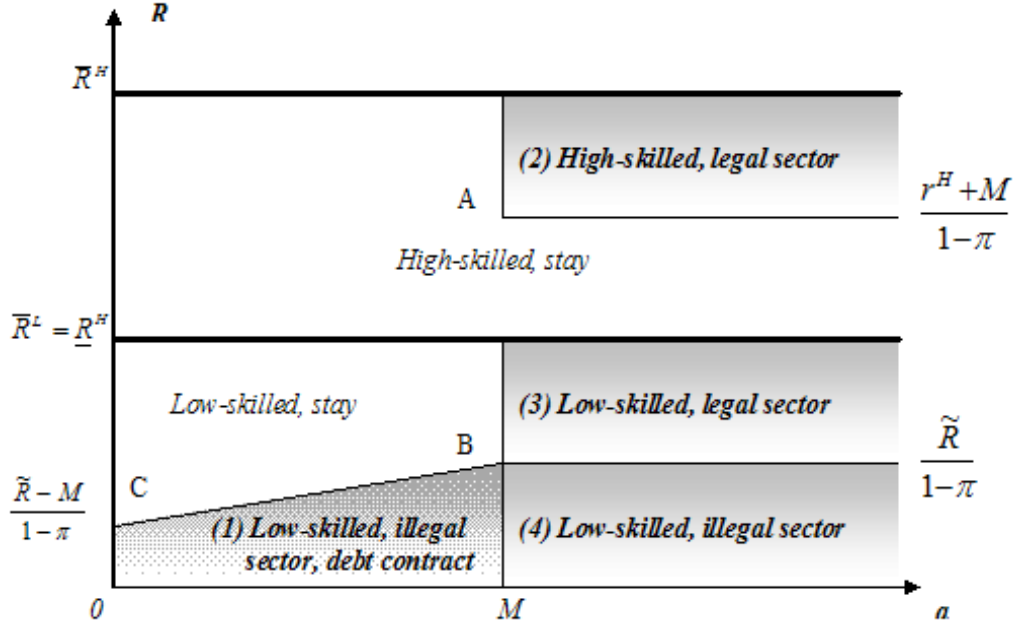 R
R̅ᴴ
(2) High-skilled, legal sector
A
rᴴ+M
1−π
High-skilled, stay
R̅ᴸ = R̲ᴴ
Low-skilled, stay
(3) Low-skilled, legal sector
B
R̃
1−π
C
R̃ − M
1−π
(1) Low-skilled, illegal
sector, debt contract
(4) Low-skilled, illegal sector
0
M
a